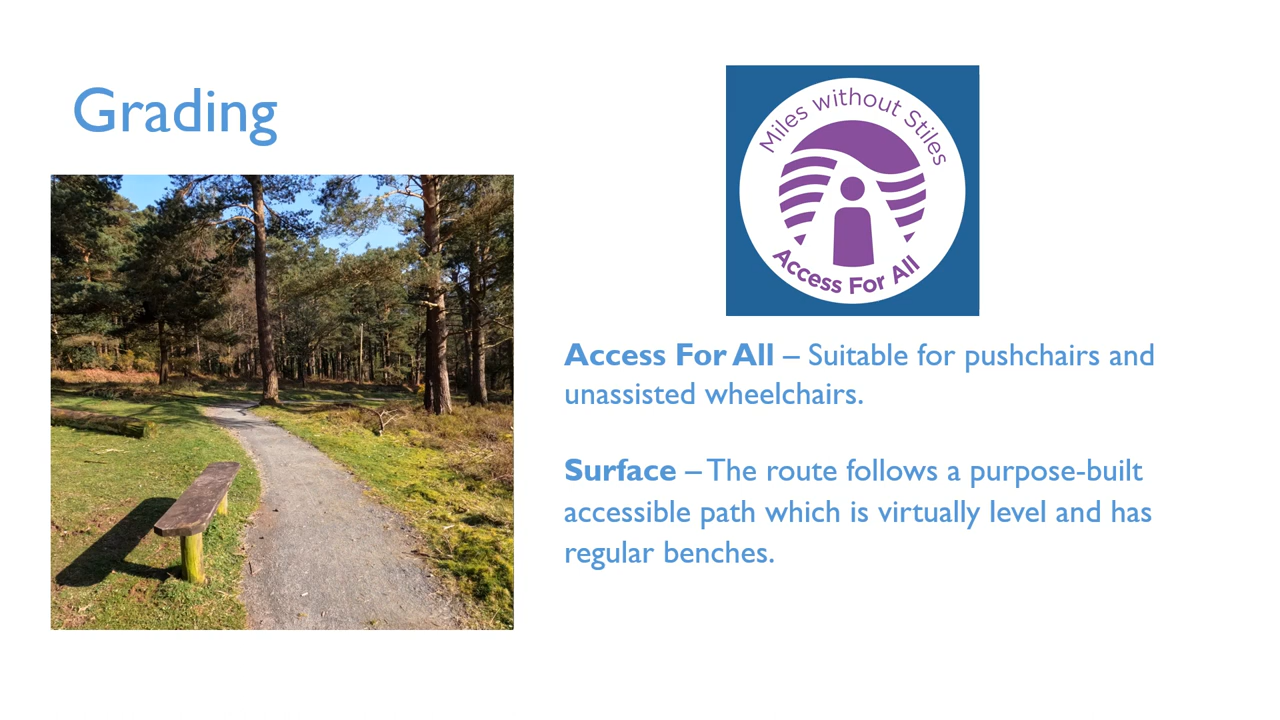 Grading
Miles without Stiles
Access For All
Access For All – Suitable for pushchairs and
unassisted wheelchairs.
Surface – The route follows a purpose-built
accessible path which is virtually level and has
regular benches.